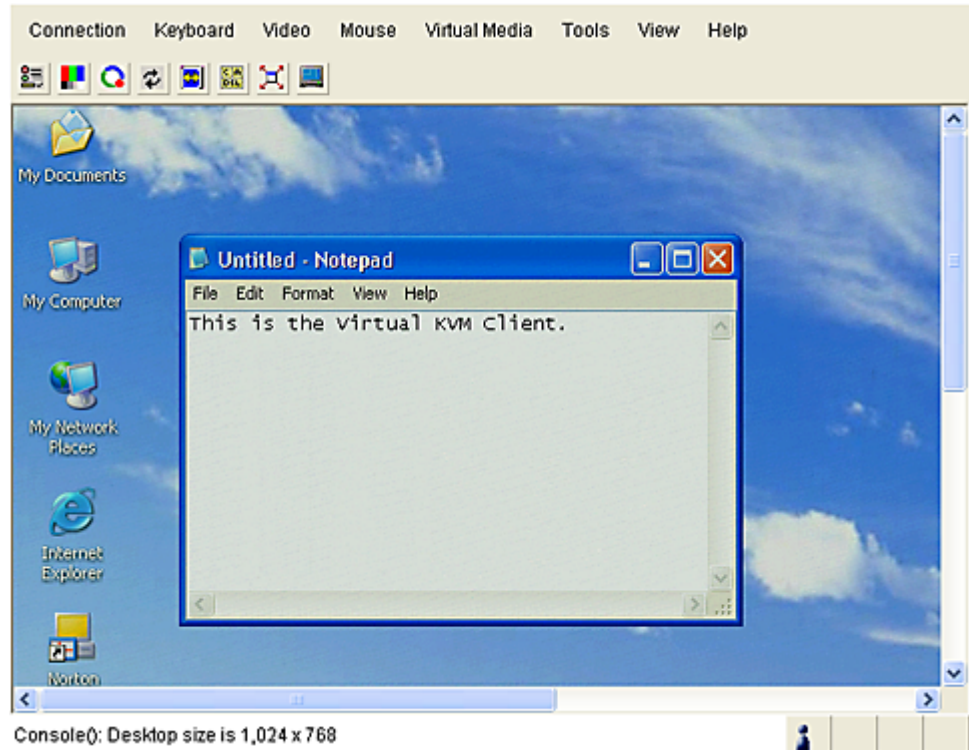 Connection Keyboard Video Mouse Virtual Media Tools View Help
My Documents
Untitled - Notepad
File Edit Format View Help
This is the Virtual KVM Client.
My Computer
My Network
Places
Internet
Explorer
Norton
Console(): Desktop size is 1,024 x 768